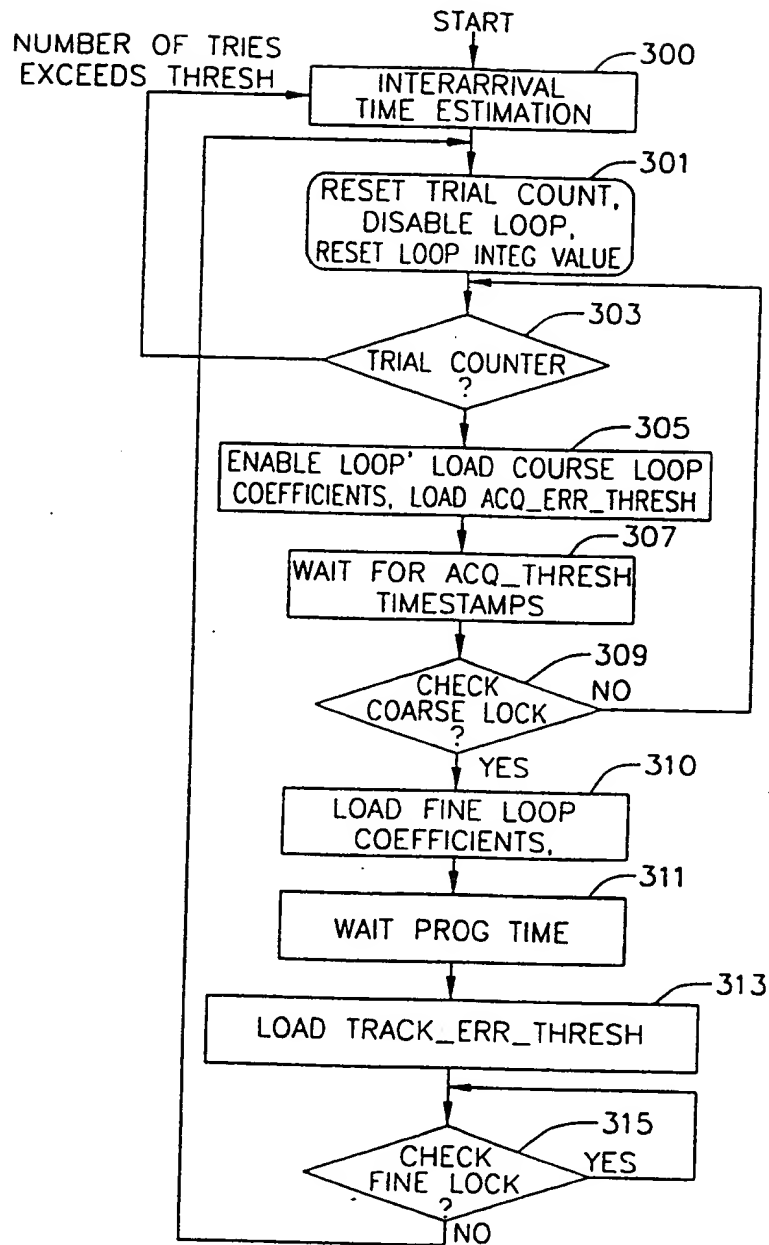 START
NUMBER OF TRIES
EXCEEDS THRESH
300
INTERARRIVAL
TIME ESTIMATION
301
RESET TRIAL COUNT,
DISABLE LOOP,
RESET LOOP INTEG VALUE
303
TRIAL COUNTER
?
305
ENABLE LOOP' LOAD COURSE LOOP
COEFFICIENTS, LOAD ACQ_ERR_THRESH
307
WAIT FOR ACQ_THRESH
TIMESTAMPS
309
CHECK
COARSE LOCK
?
NO
YES
310
LOAD FINE LOOP
COEFFICIENTS,
311
WAIT PROG TIME
313
LOAD TRACK_ERR_THRESH
315
CHECK
FINE LOCK
?
YES
NO